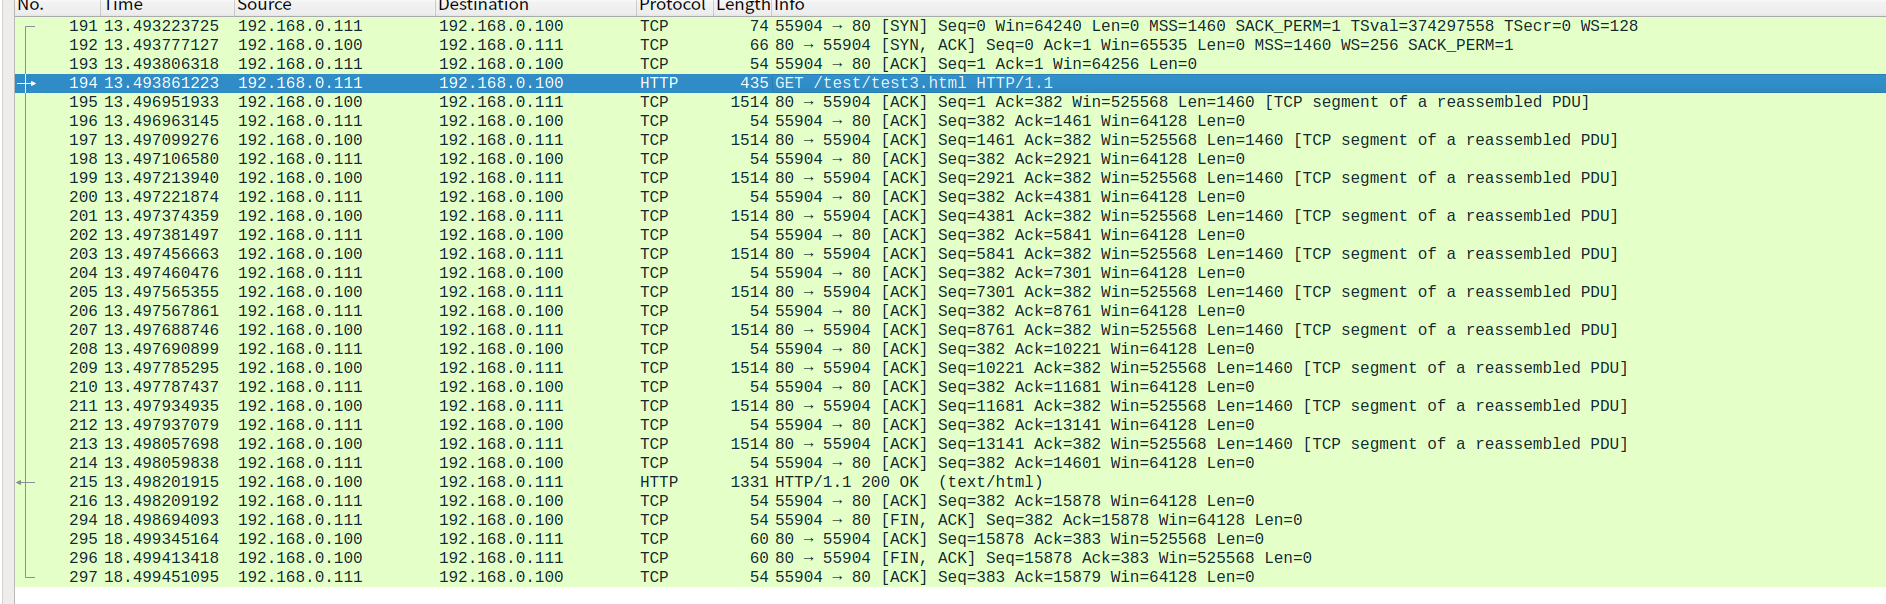 No. Time Source Destination Protocol Length Info
191 13.493223725 192.168.0.111 192.168.0.100 TCP 74 55904 → 80 [SYN] Seq=0 Win=64240 Len=0 MSS=1460 SACK_PERM=1 TSval=374297558 TSecr=0 WS=128
192 13.493777127 192.168.0.100 192.168.0.111 TCP 66 80 → 55904 [SYN, ACK] Seq=0 Ack=1 Win=65535 Len=0 MSS=1460 WS=256 SACK_PERM=1
193 13.493806318 192.168.0.111 192.168.0.100 TCP 54 55904 → 80 [ACK] Seq=1 Ack=1 Win=64256 Len=0
194 13.493861223 192.168.0.111 192.168.0.100 HTTP 435 GET /test/test3.html HTTP/1.1
195 13.496951933 192.168.0.100 192.168.0.111 TCP 1514 80 → 55904 [ACK] Seq=1 Ack=382 Win=525568 Len=1460 [TCP segment of a reassembled PDU]
196 13.496963145 192.168.0.111 192.168.0.100 TCP 54 55904 → 80 [ACK] Seq=382 Ack=1461 Win=64128 Len=0
197 13.497099276 192.168.0.100 192.168.0.111 TCP 1514 80 → 55904 [ACK] Seq=1461 Ack=382 Win=525568 Len=1460 [TCP segment of a reassembled PDU]
198 13.497106580 192.168.0.111 192.168.0.100 TCP 54 55904 → 80 [ACK] Seq=382 Ack=2921 Win=64128 Len=0
199 13.497213940 192.168.0.100 192.168.0.111 TCP 1514 80 → 55904 [ACK] Seq=2921 Ack=382 Win=525568 Len=1460 [TCP segment of a reassembled PDU]
200 13.497221874 192.168.0.111 192.168.0.100 TCP 54 55904 → 80 [ACK] Seq=382 Ack=4381 Win=64128 Len=0
201 13.497374359 192.168.0.100 192.168.0.111 TCP 1514 80 → 55904 [ACK] Seq=4381 Ack=382 Win=525568 Len=1460 [TCP segment of a reassembled PDU]
202 13.497381497 192.168.0.111 192.168.0.100 TCP 54 55904 → 80 [ACK] Seq=382 Ack=5841 Win=64128 Len=0
203 13.497456663 192.168.0.100 192.168.0.111 TCP 1514 80 → 55904 [ACK] Seq=5841 Ack=382 Win=525568 Len=1460 [TCP segment of a reassembled PDU]
204 13.497460476 192.168.0.111 192.168.0.100 TCP 54 55904 → 80 [ACK] Seq=382 Ack=7301 Win=64128 Len=0
205 13.497565355 192.168.0.100 192.168.0.111 TCP 1514 80 → 55904 [ACK] Seq=7301 Ack=382 Win=525568 Len=1460 [TCP segment of a reassembled PDU]
206 13.497567861 192.168.0.111 192.168.0.100 TCP 54 55904 → 80 [ACK] Seq=382 Ack=8761 Win=64128 Len=0
207 13.497688746 192.168.0.100 192.168.0.111 TCP 1514 80 → 55904 [ACK] Seq=8761 Ack=382 Win=525568 Len=1460 [TCP segment of a reassembled PDU]
208 13.497690899 192.168.0.111 192.168.0.100 TCP 54 55904 → 80 [ACK] Seq=382 Ack=10221 Win=64128 Len=0
209 13.497785295 192.168.0.100 192.168.0.111 TCP 1514 80 → 55904 [ACK] Seq=10221 Ack=382 Win=525568 Len=1460 [TCP segment of a reassembled PDU]
210 13.497787437 192.168.0.111 192.168.0.100 TCP 54 55904 → 80 [ACK] Seq=382 Ack=11681 Win=64128 Len=0
211 13.497934935 192.168.0.100 192.168.0.111 TCP 1514 80 → 55904 [ACK] Seq=11681 Ack=382 Win=525568 Len=1460 [TCP segment of a reassembled PDU]
212 13.497937079 192.168.0.111 192.168.0.100 TCP 54 55904 → 80 [ACK] Seq=382 Ack=13141 Win=64128 Len=0
213 13.498057698 192.168.0.100 192.168.0.111 TCP 1514 80 → 55904 [ACK] Seq=13141 Ack=382 Win=525568 Len=1460 [TCP segment of a reassembled PDU]
214 13.498059838 192.168.0.111 192.168.0.100 TCP 54 55904 → 80 [ACK] Seq=382 Ack=14601 Win=64128 Len=0
215 13.498201915 192.168.0.100 192.168.0.111 HTTP 1331 HTTP/1.1 200 OK (text/html)
216 13.498209192 192.168.0.111 192.168.0.100 TCP 54 55904 → 80 [ACK] Seq=382 Ack=15878 Win=64128 Len=0
294 18.498694093 192.168.0.111 192.168.0.100 TCP 54 55904 → 80 [FIN, ACK] Seq=382 Ack=15878 Win=64128 Len=0
295 18.499345164 192.168.0.100 192.168.0.111 TCP 60 80 → 55904 [ACK] Seq=15878 Ack=383 Win=525568 Len=0
296 18.499413418 192.168.0.100 192.168.0.111 TCP 60 80 → 55904 [FIN, ACK] Seq=15878 Ack=383 Win=525568 Len=0
297 18.499451095 192.168.0.111 192.168.0.100 TCP 54 55904 → 80 [ACK] Seq=383 Ack=15879 Win=64128 Len=0